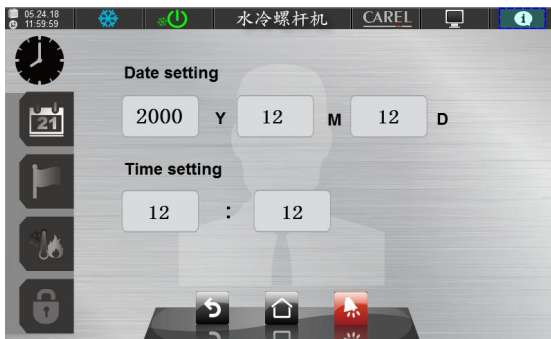 05.24.18
11:59:59
水冷螺杆机
CAREL
i
21
Date setting
2000 Y 12 M 12 D
Time setting
12 : 12